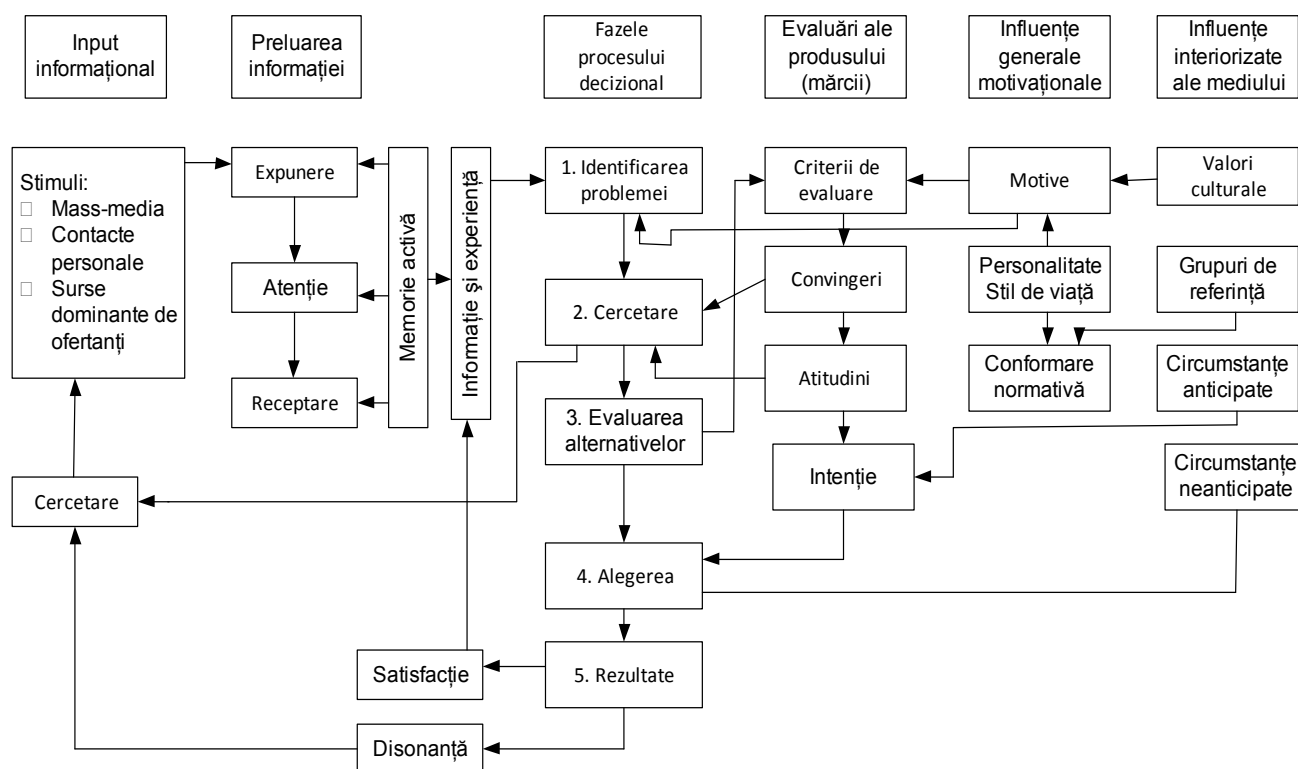 Input
informațional
Preluarea
informației
Fazele
procesului
decizional
Evaluări ale
produsului
(mărcii)
Influențe
generale
motivaționale
Influențe
interiorizate
ale mediului
Stimuli:
Mass-media
Contacte
personale
Surse
dominante de
ofertanți
Cercetare
Expunere
Atenție
Receptare
Memorie activă
Informație şi experiență
Satisfacție
Disonanță
1. Identificarea
problemei
2. Cercetare
3. Evaluarea
alternativelor
4. Alegerea
5. Rezultate
Criterii de
evaluare
Convingeri
Atitudini
Intenție
Motive
Personalitate
Stil de viață
Conformare
normativă
Valori
culturale
Grupuri de
referință
Circumstanțe
anticipate
Circumstanțe
neanticipate